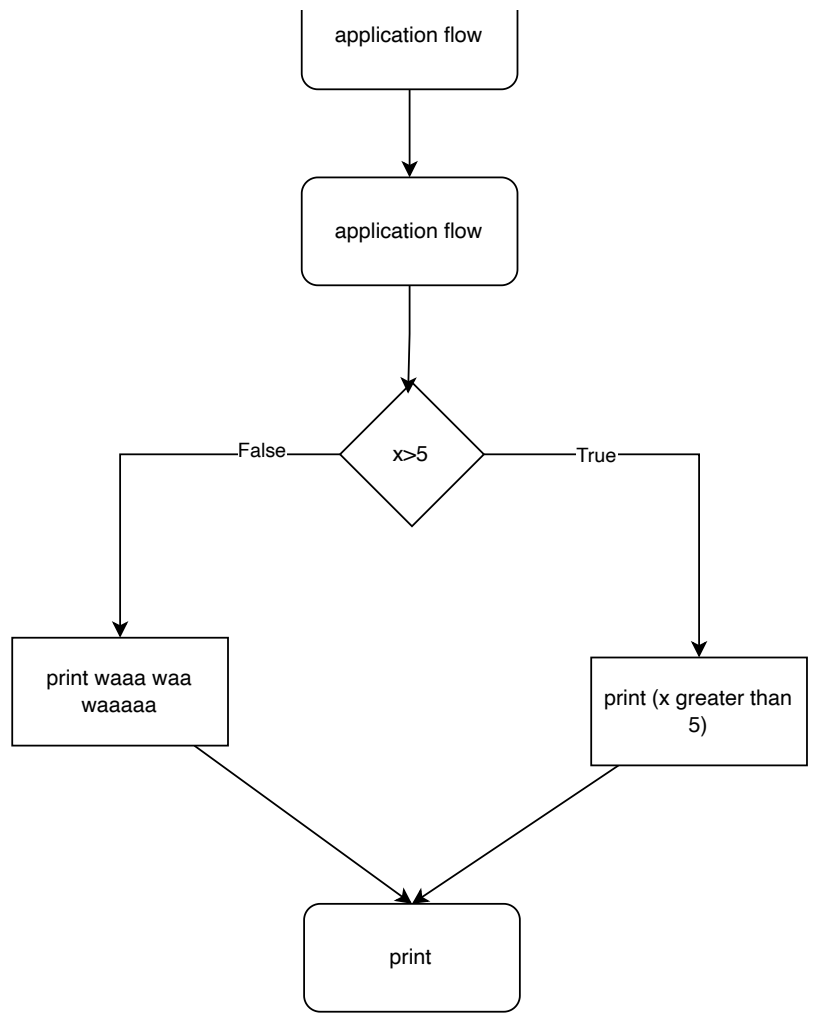 application flow
application flow
x>5
False
True
print waaa waa
waaaaa
print (x greater than
5)
print